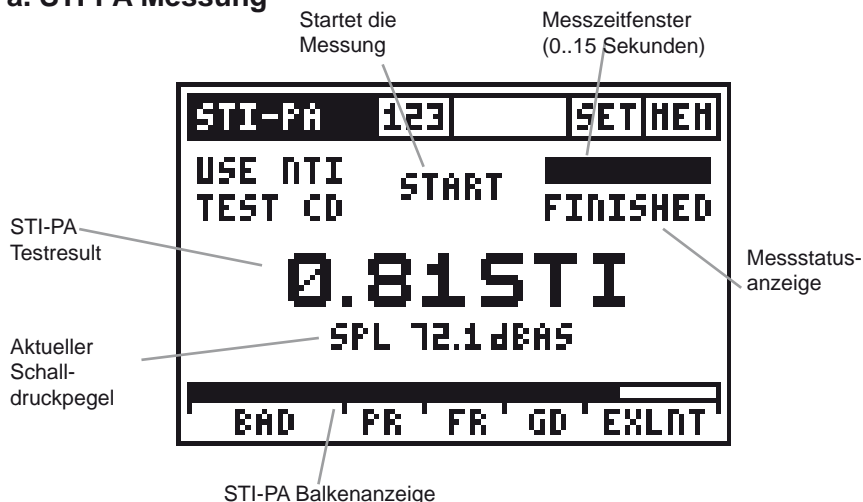 a. STI-PA Messung
Startet die
Messung
Messzeitfenster
(0..15 Sekunden)
STI-PA 123 SET MEM
USE NTI
TEST CD
START
FINISHED
STI-PA
Testresult
0.81STI
Messstatus-
anzeige
SPL 72.1 dBAS
Aktueller
Schall-
druckpegel
BAD PR FR GD EXLNT
STI-PA Balkenanzeige